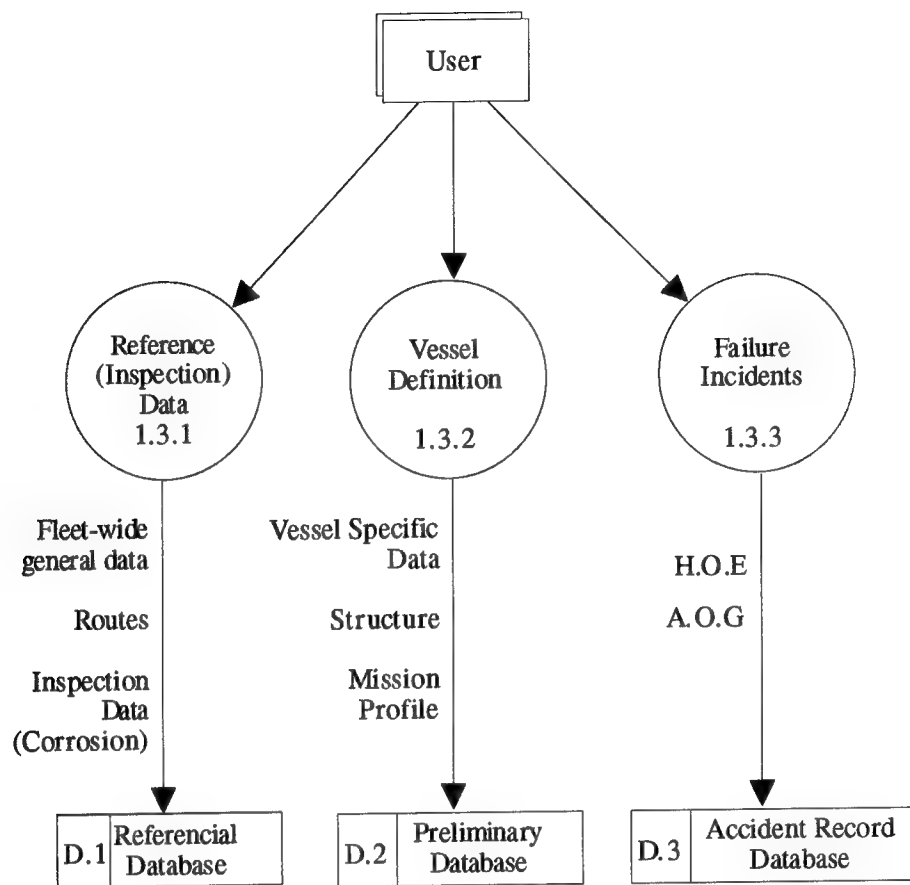 User
Reference
(Inspection)
Data
1.3.1
Vessel
Definition
1.3.2
Failure
Incidents
1.3.3
Fleet-wide
general data
Routes
Inspection
Data
(Corrosion)
Vessel Specific
Data
Structure
Mission
Profile
H.O.E
A.O.G
D.1
Referencial
Database
D.2
Preliminary
Database
D.3
Accident Record
Database